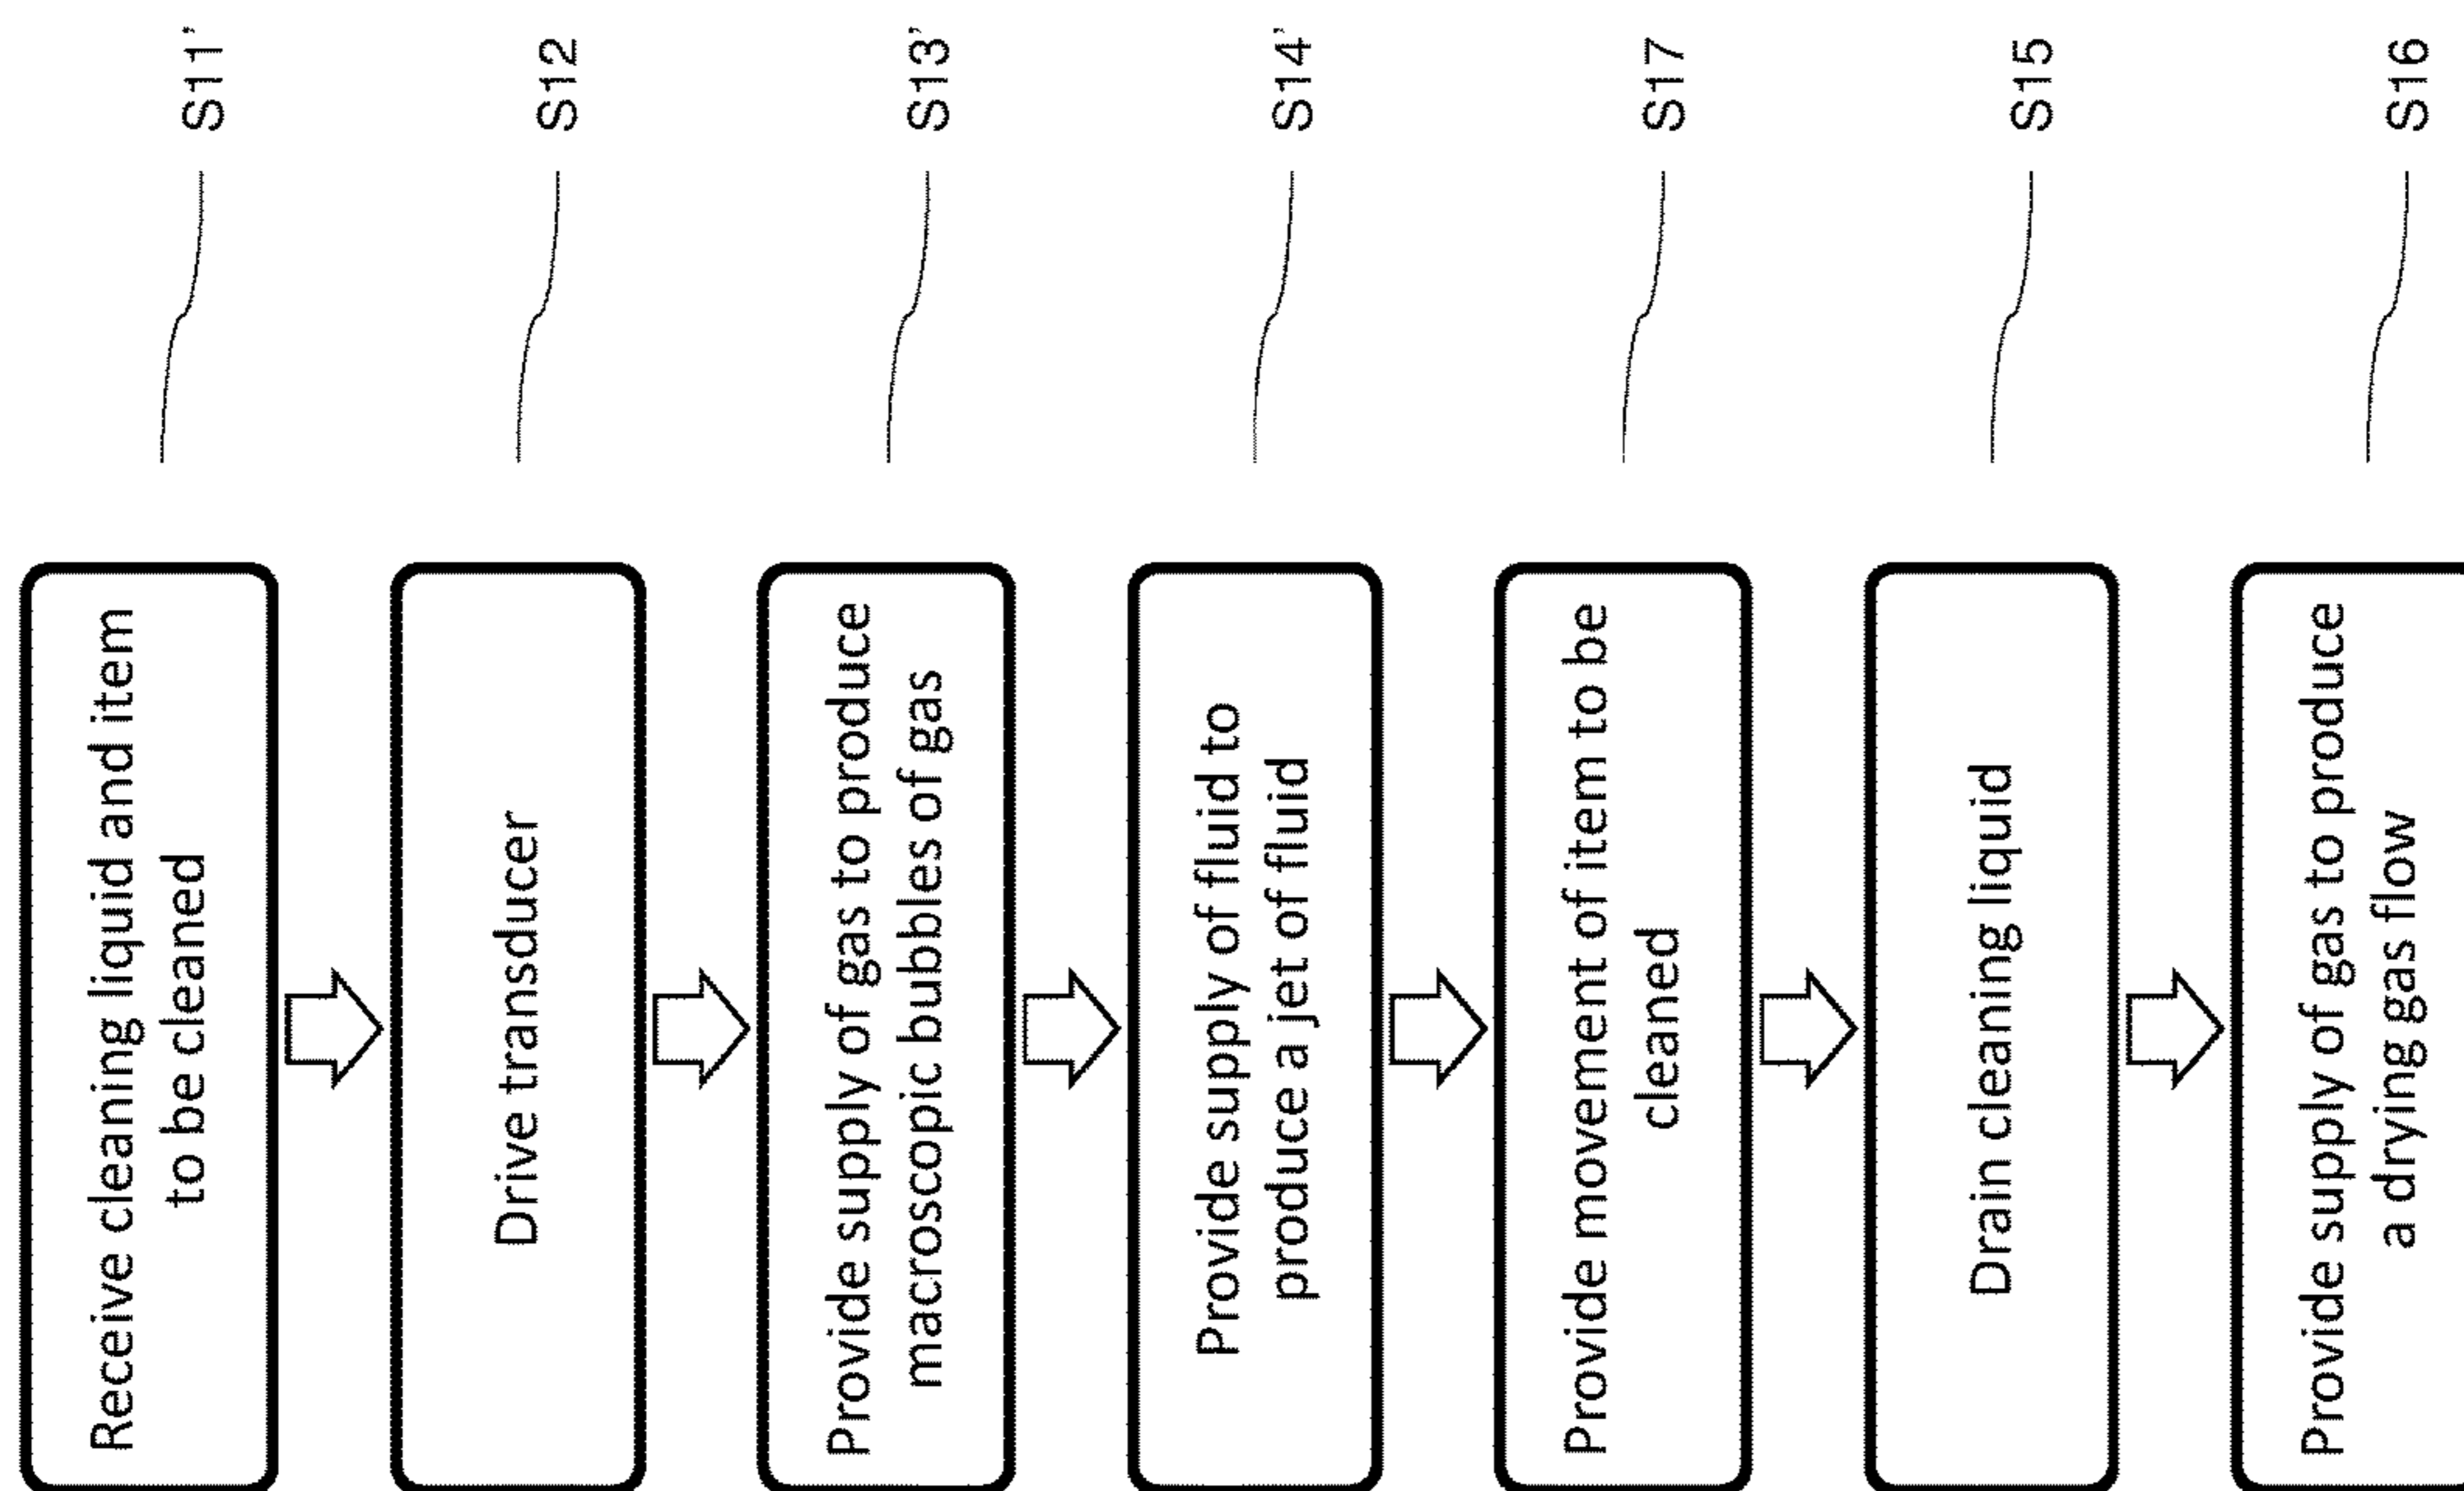 Receive cleaning liquid and item
to be cleaned
S11'
Drive transducer
S12
Provide supply of gas to produce
macroscopic bubbles of gas
S13'
Provide supply of fluid to
produce a jet of fluid
S14'
Provide movement of item to be
cleaned
S17
Drain cleaning liquid
S15
Provide supply of gas to produce
a drying gas flow
S16